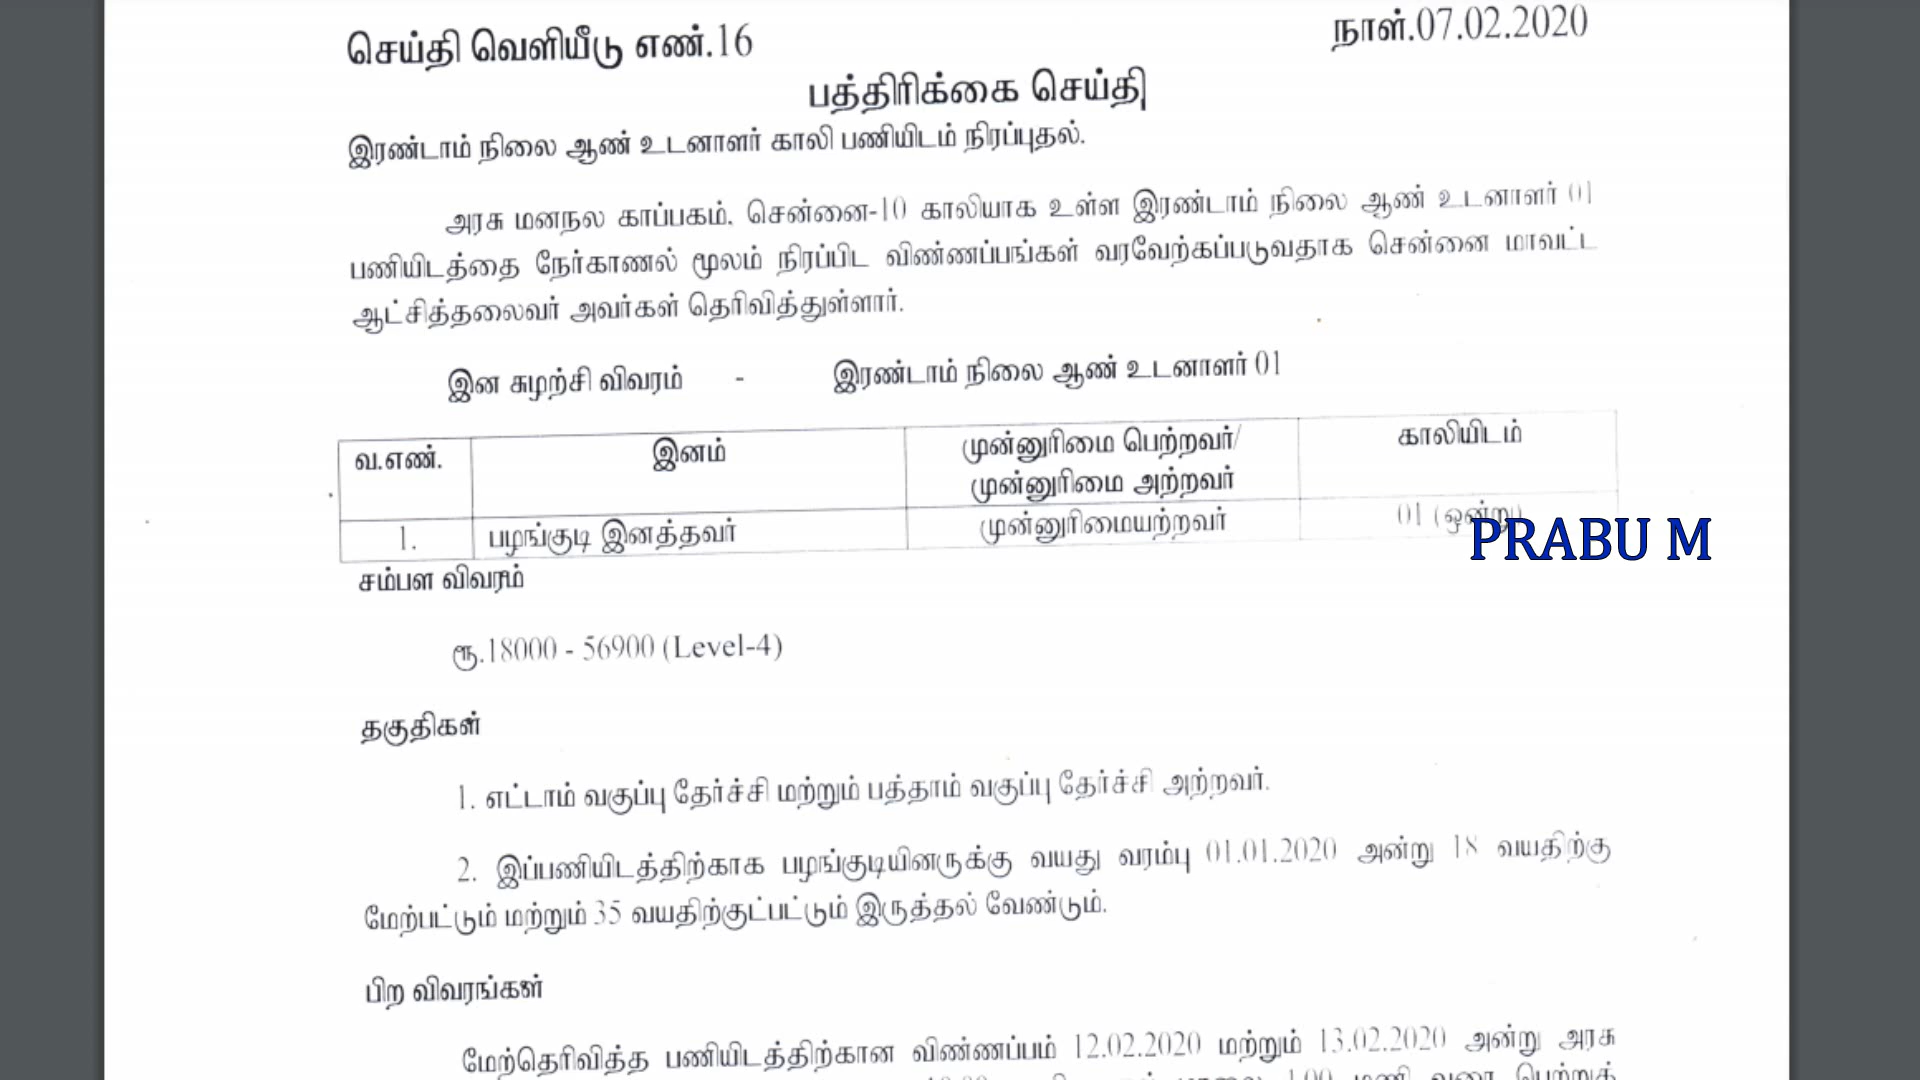 செய்தி வெளியீடு எண்.16
நாள்.07.02.2020
பத்திரிக்கை செய்தி
இரண்டாம் நிலை ஆண் உடனாளர் காலி பணியிடம் நிரப்புதல்.
அரசு மனநல காப்பகம், சென்னை-10 காலியாக உள்ள இரண்டாம் நிலை ஆண் உடனாளர் 01
பணியிடத்தை நேர்காணல் மூலம் நிரப்பிட விண்ணப்பங்கள் வரவேற்கப்படுவதாக சென்னை மாவட்ட
ஆட்சித்தலைவர் அவர்கள் தெரிவித்துள்ளார்.
இன சுழற்சி விவரம் - இரண்டாம் நிலை ஆண் உடனாளர் 01
வ.எண். இனம் முன்னுரிமை பெற்றவர்/ காலியிடம்
முன்னுரிமை அற்றவர்
1. பழங்குடி இனத்தவர் முன்னுரிமையற்றவர் 01 (ஒன்று)
PRABU M
சம்பள விவரம்
ரூ.18000 - 56900 (Level-4)
தகுதிகள்
1. எட்டாம் வகுப்பு தேர்ச்சி மற்றும் பத்தாம் வகுப்பு தேர்ச்சி அற்றவர்.
2. இப்பணியிடத்திற்காக பழங்குடியினருக்கு வயது வரம்பு 01.01.2020 அன்று 18 வயதிற்கு
மேற்பட்டும் மற்றும் 35 வயதிற்குட்பட்டும் இருத்தல் வேண்டும்.
பிற விவரங்கள்
மேற்தெரிவித்த பணியிடத்திற்கான விண்ணப்பம் 12.02.2020 மற்றும் 13.02.2020 அன்று அரசு
மணி வரை பெற்றுக்